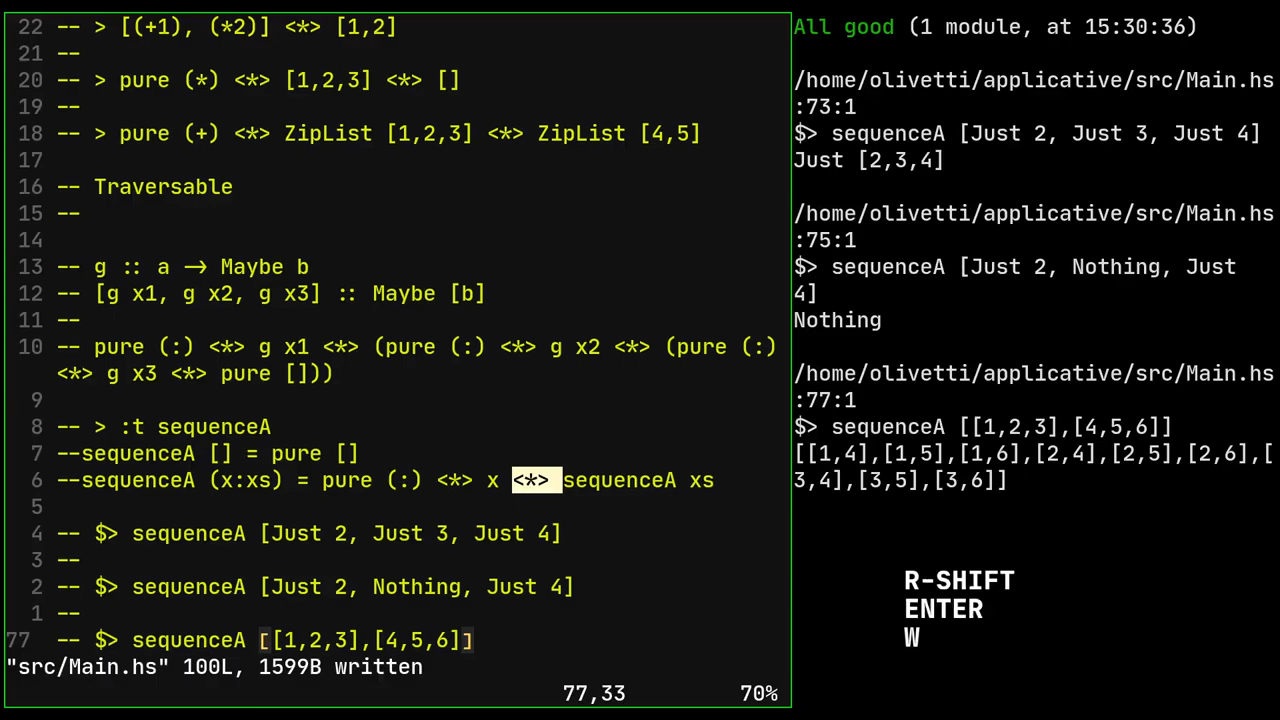 22 -- > [(+1), (*2)] <*> [1,2]
21 --
20 -- > pure (*) <*> [1,2,3] <*> []
19 --
18 -- > pure (+) <*> ZipList [1,2,3] <*> ZipList [4,5]
17
16 -- Traversable
15 --
14
13 -- g :: a -> Maybe b
12 -- [g x1, g x2, g x3] :: Maybe [b]
11 --
10 -- pure (:) <*> g x1 <*> (pure (:) <*> g x2 <*> (pure (:)
<*> g x3 <*> pure []))
9
8 -- > :t sequenceA
7 --sequenceA [] = pure []
6 --sequenceA (x:xs) = pure (:) <*> x <*> sequenceA xs
5
4 -- $> sequenceA [Just 2, Just 3, Just 4]
3 --
2 -- $> sequenceA [Just 2, Nothing, Just 4]
1 --
77 -- $> sequenceA [[1,2,3],[4,5,6]]
"src/Main.hs" 100L, 1599B written
77,33 70%
All good (1 module, at 15:30:36)
/home/olivetti/applicative/src/Main.hs
:73:1
$> sequenceA [Just 2, Just 3, Just 4]
Just [2,3,4]
/home/olivetti/applicative/src/Main.hs
:75:1
$> sequenceA [Just 2, Nothing, Just
4]
Nothing
/home/olivetti/applicative/src/Main.hs
:77:1
$> sequenceA [[1,2,3],[4,5,6]]
[[1,4],[1,5],[1,6],[2,4],[2,5],[2,6],[
3,4],[3,5],[3,6]]
R-SHIFT
ENTER
W